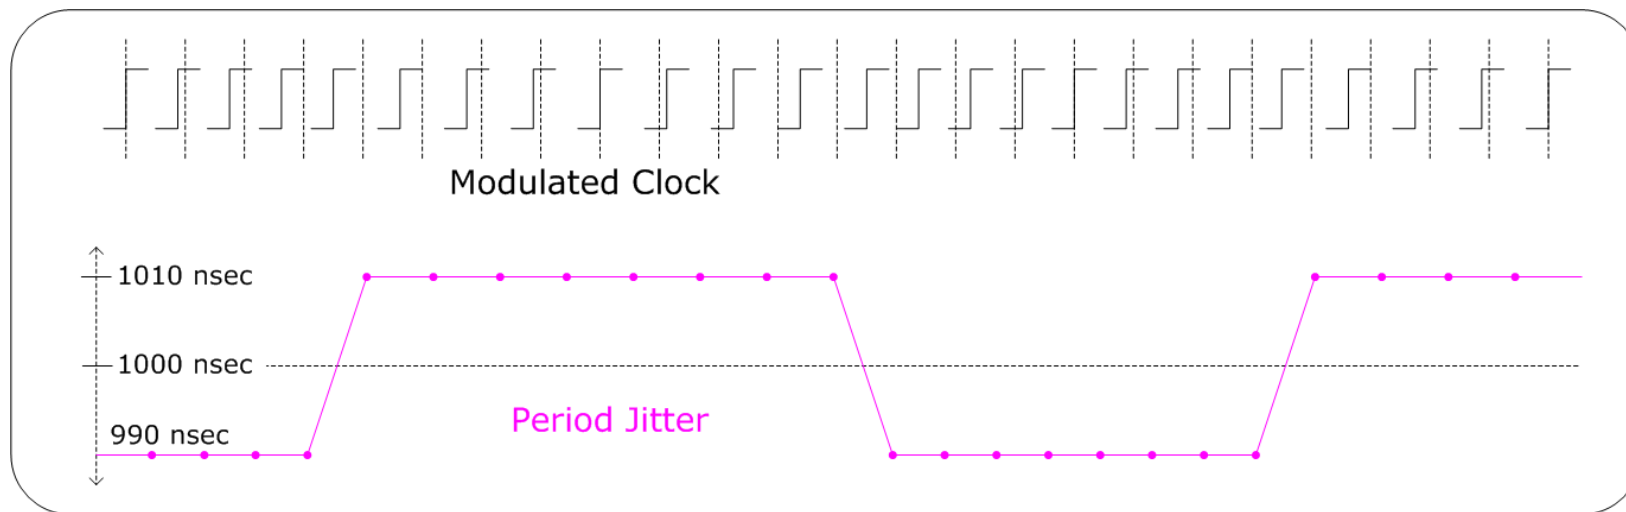 Modulated Clock
1010 nsec
1000 nsec
Period Jitter
990 nsec